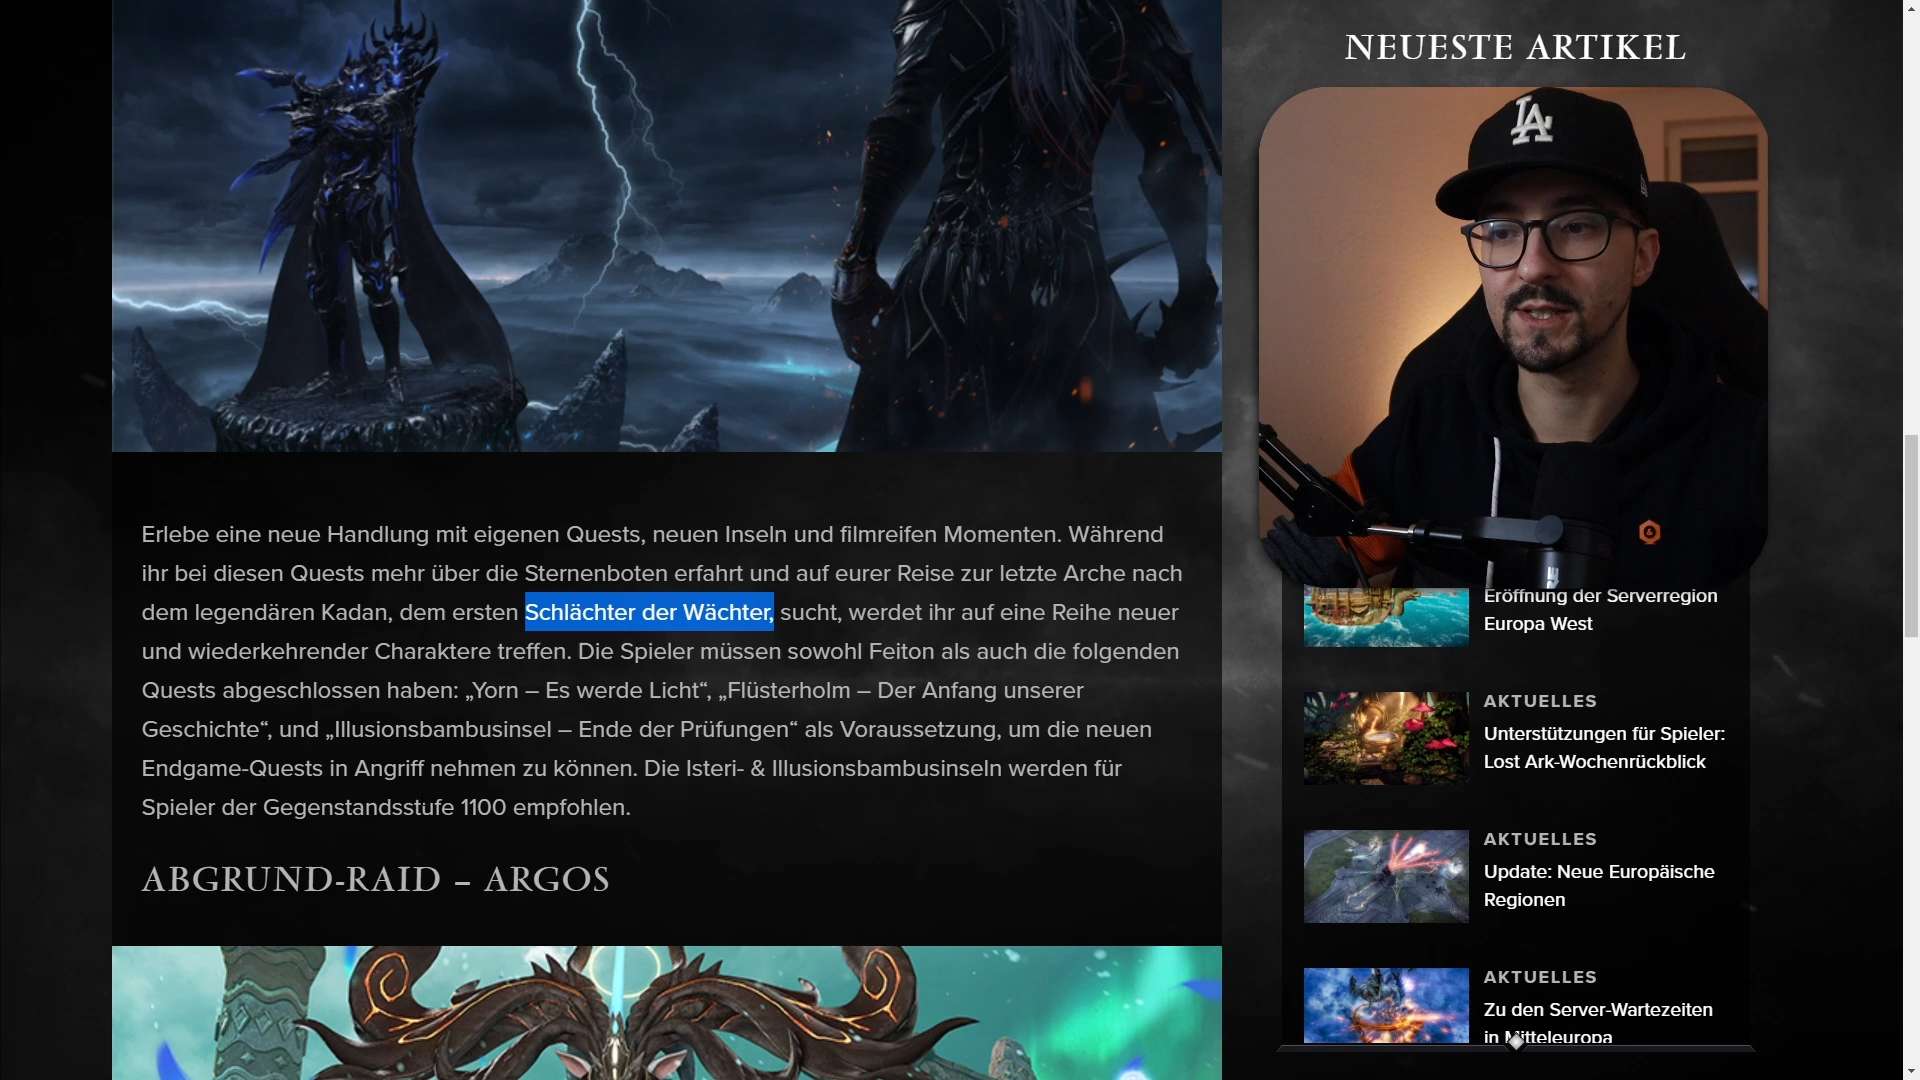 NEUESTE ARTIKEL
LA
Erlebe eine neue Handlung mit eigenen Quests, neuen Inseln und filmreifen Momenten. Während
ihr bei diesen Quests mehr über die Sternenboten erfahrt und auf eurer Reise zur letzte Arche nach
dem legendären Kadan, dem ersten Schlächter der Wächter, sucht, werdet ihr auf eine Reihe neuer
und wiederkehrender Charaktere treffen. Die Spieler müssen sowohl Feiton als auch die folgenden
Quests abgeschlossen haben: „Yorn – Es werde Licht“, „Flüsterholm – Der Anfang unserer
Geschichte“, und „Illusionsbambusinsel – Ende der Prüfungen“ als Voraussetzung, um die neuen
Endgame-Quests in Angriff nehmen zu können. Die Isteri- & Illusionsbambusinseln werden für
Spieler der Gegenstandsstufe 1100 empfohlen.
ABGRUND-RAID – ARGOS
Eröffnung der Serverregion
Europa West
AKTUELLES
Unterstützungen für Spieler:
Lost Ark-Wochenrückblick
AKTUELLES
Update: Neue Europäische
Regionen
AKTUELLES
Zu den Server-Wartezeiten
in Mitteleuropa